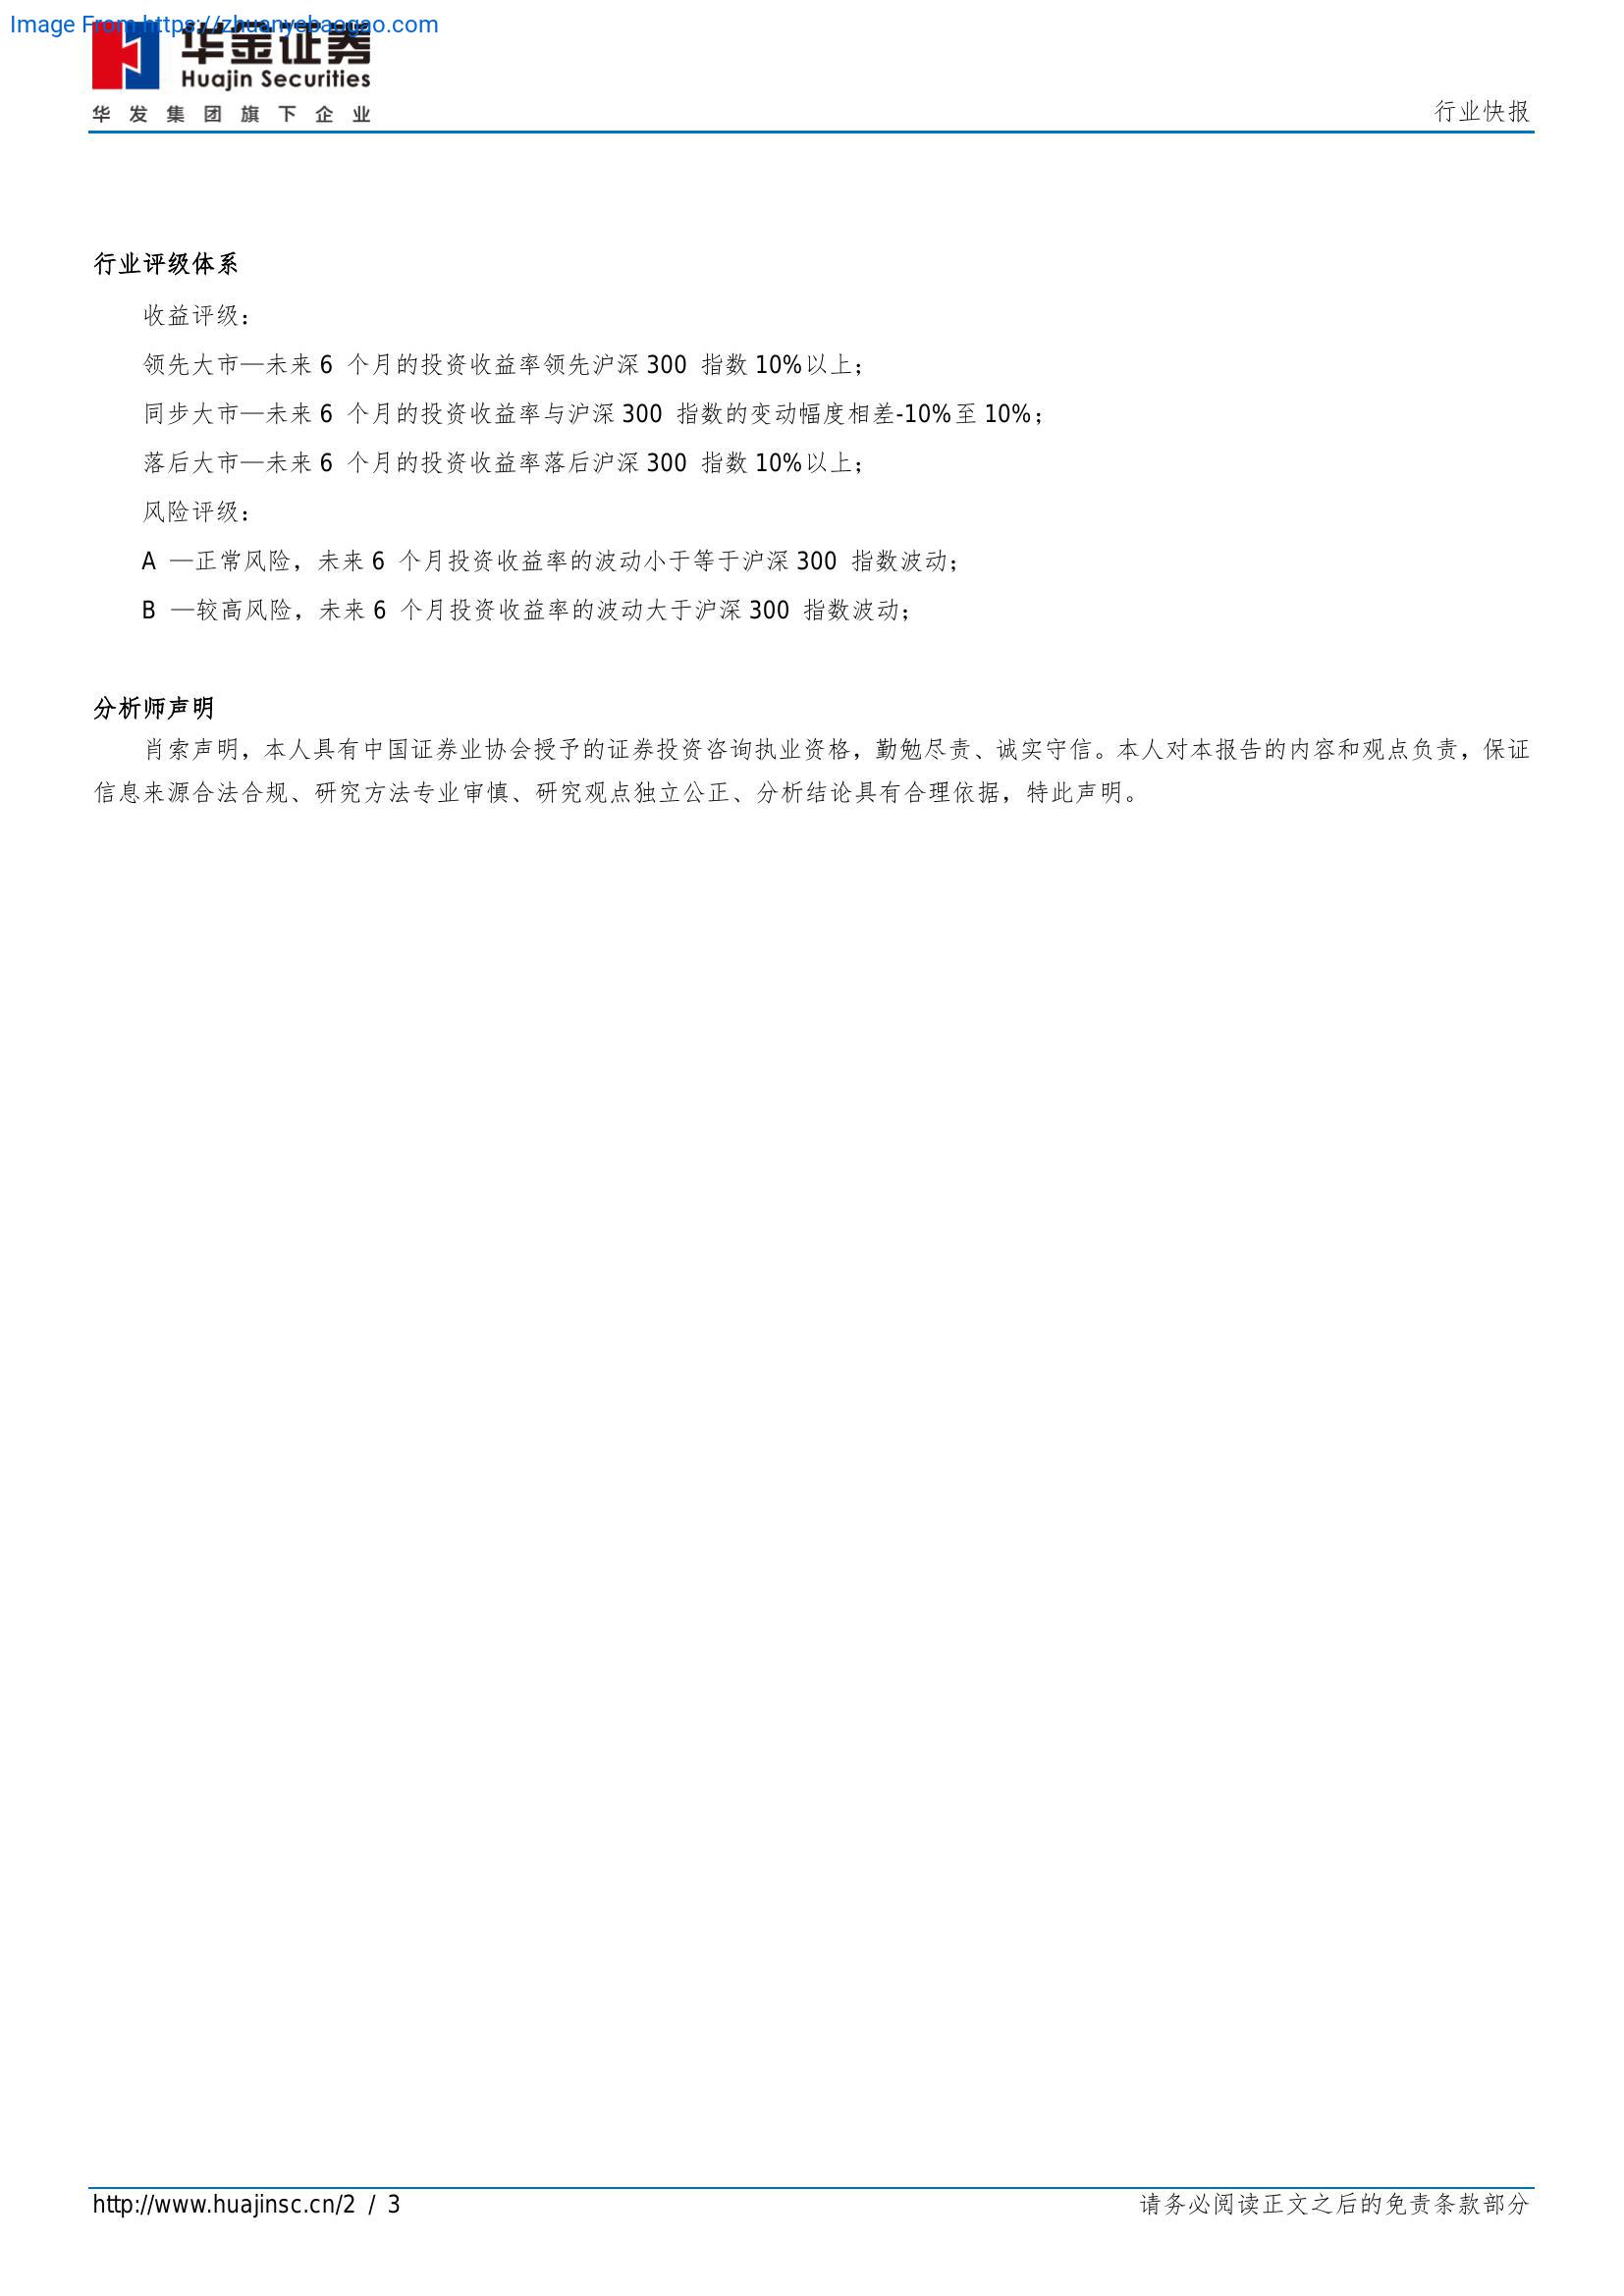 Image From https://zhuanyebaogao.com
华金证券
Huajin Securities
华发集团旗下企业
行业快报
行业评级体系
收益评级：
领先大市—未来 6 个月的投资收益率领先沪深 300 指数 10%以上；
同步大市—未来 6 个月的投资收益率与沪深 300 指数的变动幅度相差-10%至 10%；
落后大市—未来 6 个月的投资收益率落后沪深 300 指数 10%以上；
风险评级：
A —正常风险，未来 6 个月投资收益率的波动小于等于沪深 300 指数波动；
B —较高风险，未来 6 个月投资收益率的波动大于沪深 300 指数波动；
分析师声明
肖索声明，本人具有中国证券业协会授予的证券投资咨询执业资格，勤勉尽责、诚实守信。本人对本报告的内容和观点负责，保证
信息来源合法合规、研究方法专业审慎、研究观点独立公正、分析结论具有合理依据，特此声明。
http://www.huajinsc.cn/2 / 3
请务必阅读正文之后的免责条款部分